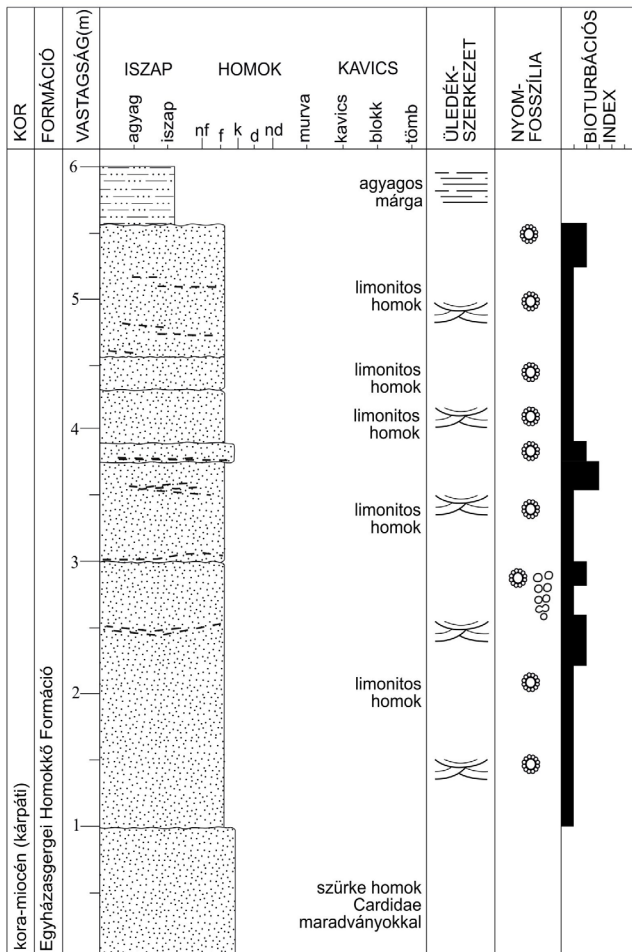 KOR
FORMÁCIÓ
VASTAGSÁG(m)
ISZAP
HOMOK
KAVICS
agyag
iszap
nf
f
k
d
nd
murva
kavics
blokk
tömb
ÜLEDÉK-
SZERKEZET
NYOM-
FOSSZÍLIA
BIOTURBÁCIÓS
INDEX
6
agyagos
márga
5
limonitos
homok
limonitos
homok
4
limonitos
homok
limonitos
homok
3
2
limonitos
homok
1
szürke homok
Cardidae
maradványokkal
kora-miocén (kárpáti)
Egyházasgergei Homokkő Formáció